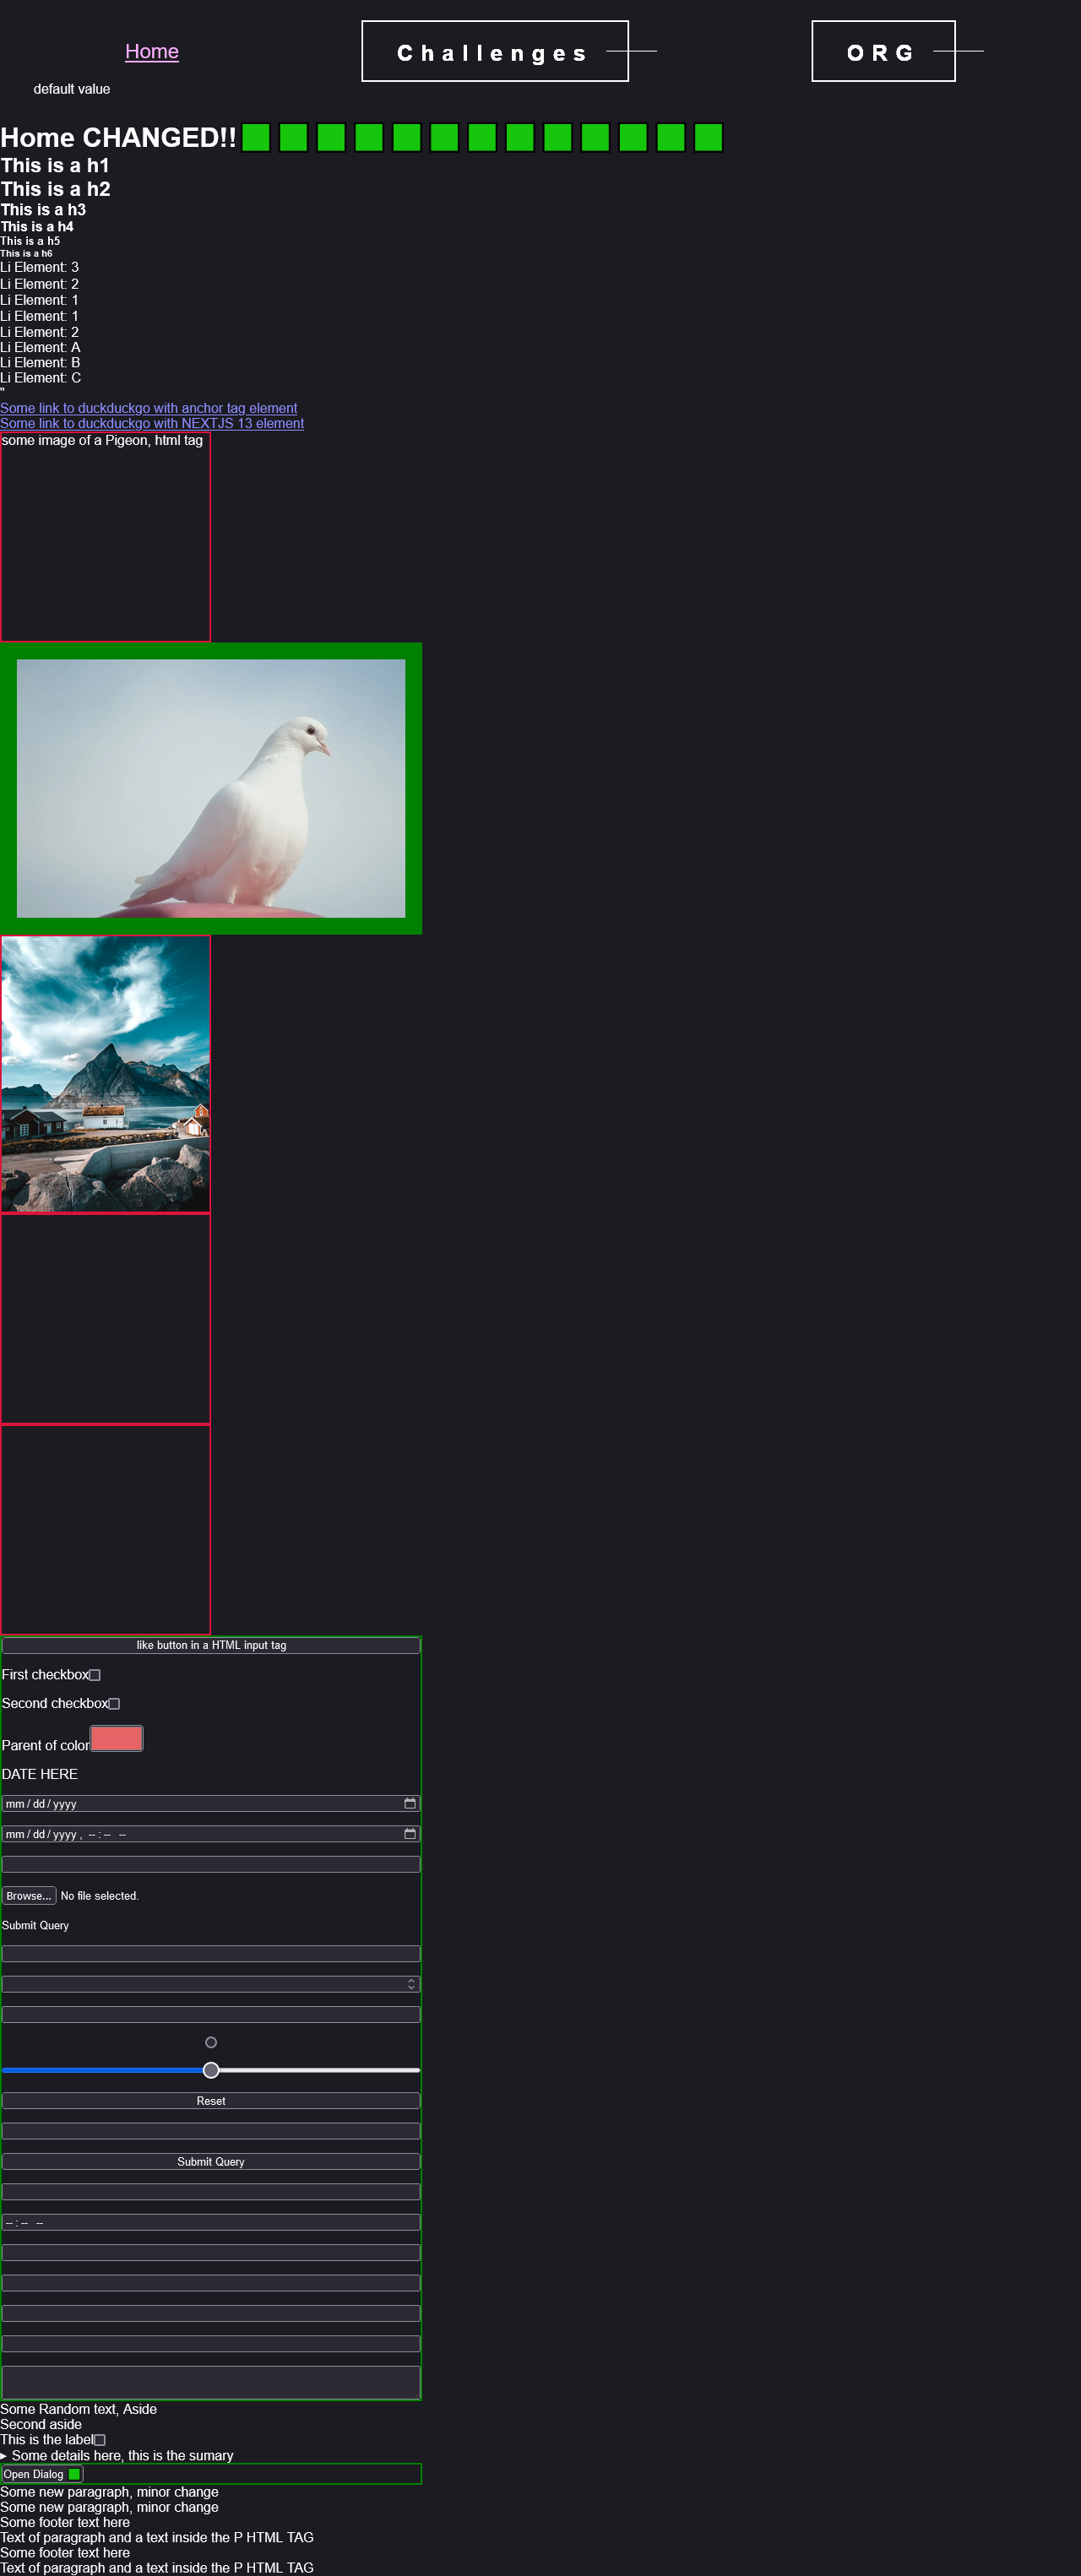 Home
Challenges
ORG
default value
Home CHANGED!!
This is a h1
This is a h2
This is a h3
This is a h4
This is a h5
This is a h6
Li Element: 3
Li Element: 2
Li Element: 1
Li Element: 1
Li Element: 2
Li Element: A
Li Element: B
Li Element: C
"
Some link to duckduckgo with anchor tag element
Some link to duckduckgo with NEXTJS 13 element
some image of a Pigeon, html tag
like button in a HTML input tag
First checkbox
Second checkbox
Parent of color
DATE HERE
mm / dd / yyyy
mm / dd / yyyy , -- : -- --
Browse... No file selected.
Submit Query
Reset
Submit Query
-- : -- --
Some Random text, Aside
Second aside
This is the label
Some details here, this is the sumary
Open Dialog
Some new paragraph, minor change
Some new paragraph, minor change
Some footer text here
Text of paragraph and a text inside the P HTML TAG
Some footer text here
Text of paragraph and a text inside the P HTML TAG